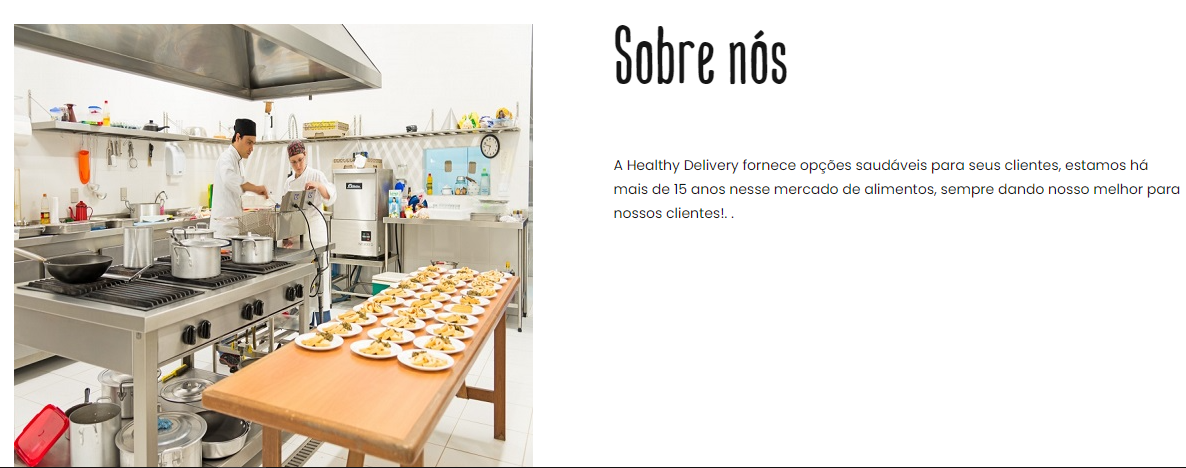 Sobre nós
A Healthy Delivery fornece opções saudáveis para seus clientes, estamos há
mais de 15 anos nesse mercado de alimentos, sempre dando nosso melhor para
nossos clientes!. .